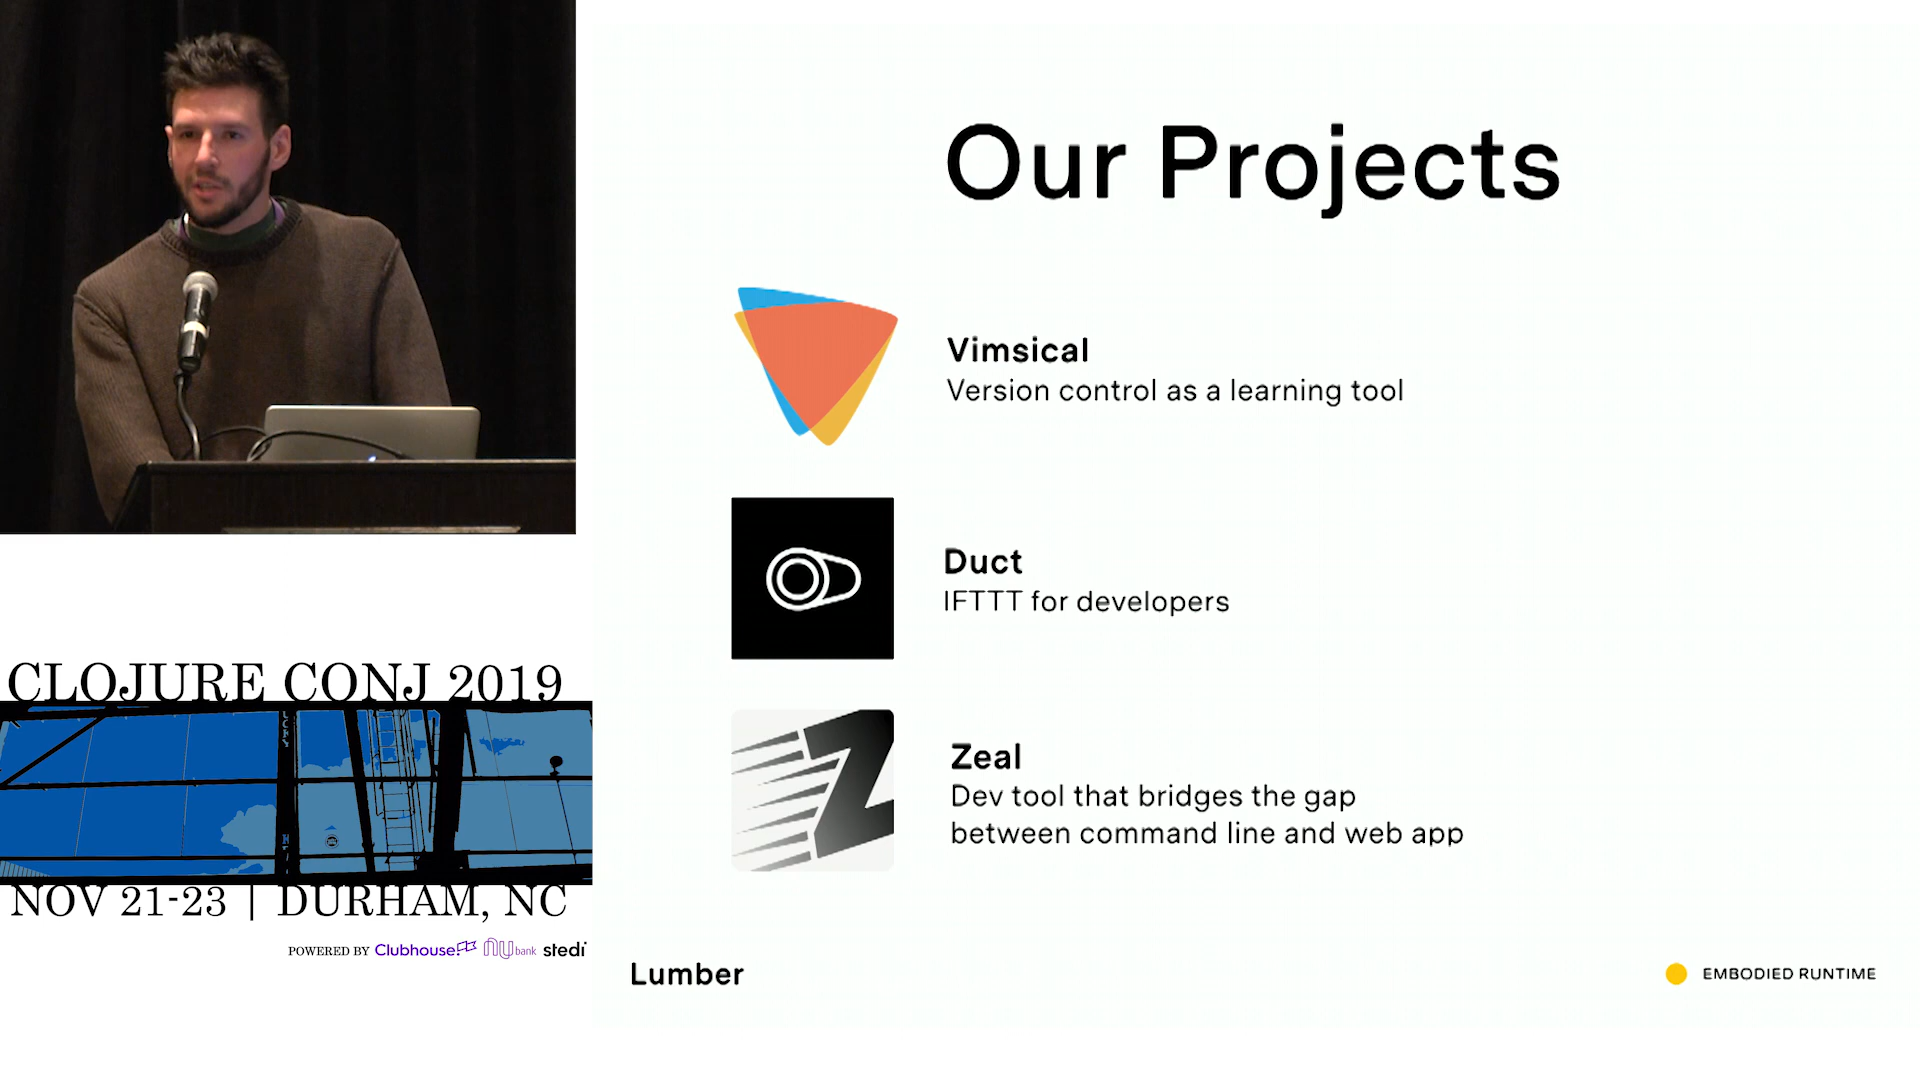 Our Projects
Vimsical
Version control as a learning tool
Duct
IFTTT for developers
Zeal
Dev tool that bridges the gap
between command line and web app
Lumber
EMBODIED RUNTIME
CLOJURE CONJ 2019
NOV 21-23 | DURHAM, NC
POWERED BY Clubhouse nu bank stedi